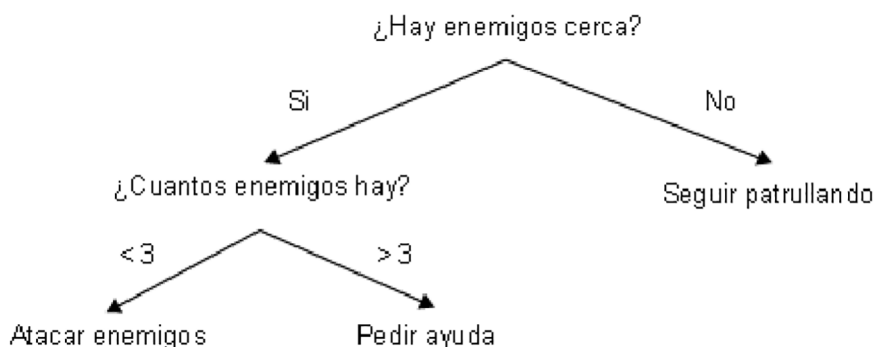 ¿Hay enemigos cerca?
Si
No
¿Cuantos enemigos hay?
Seguir patrullando
< 3
> 3
Atacar enemigos
Pedir ayuda